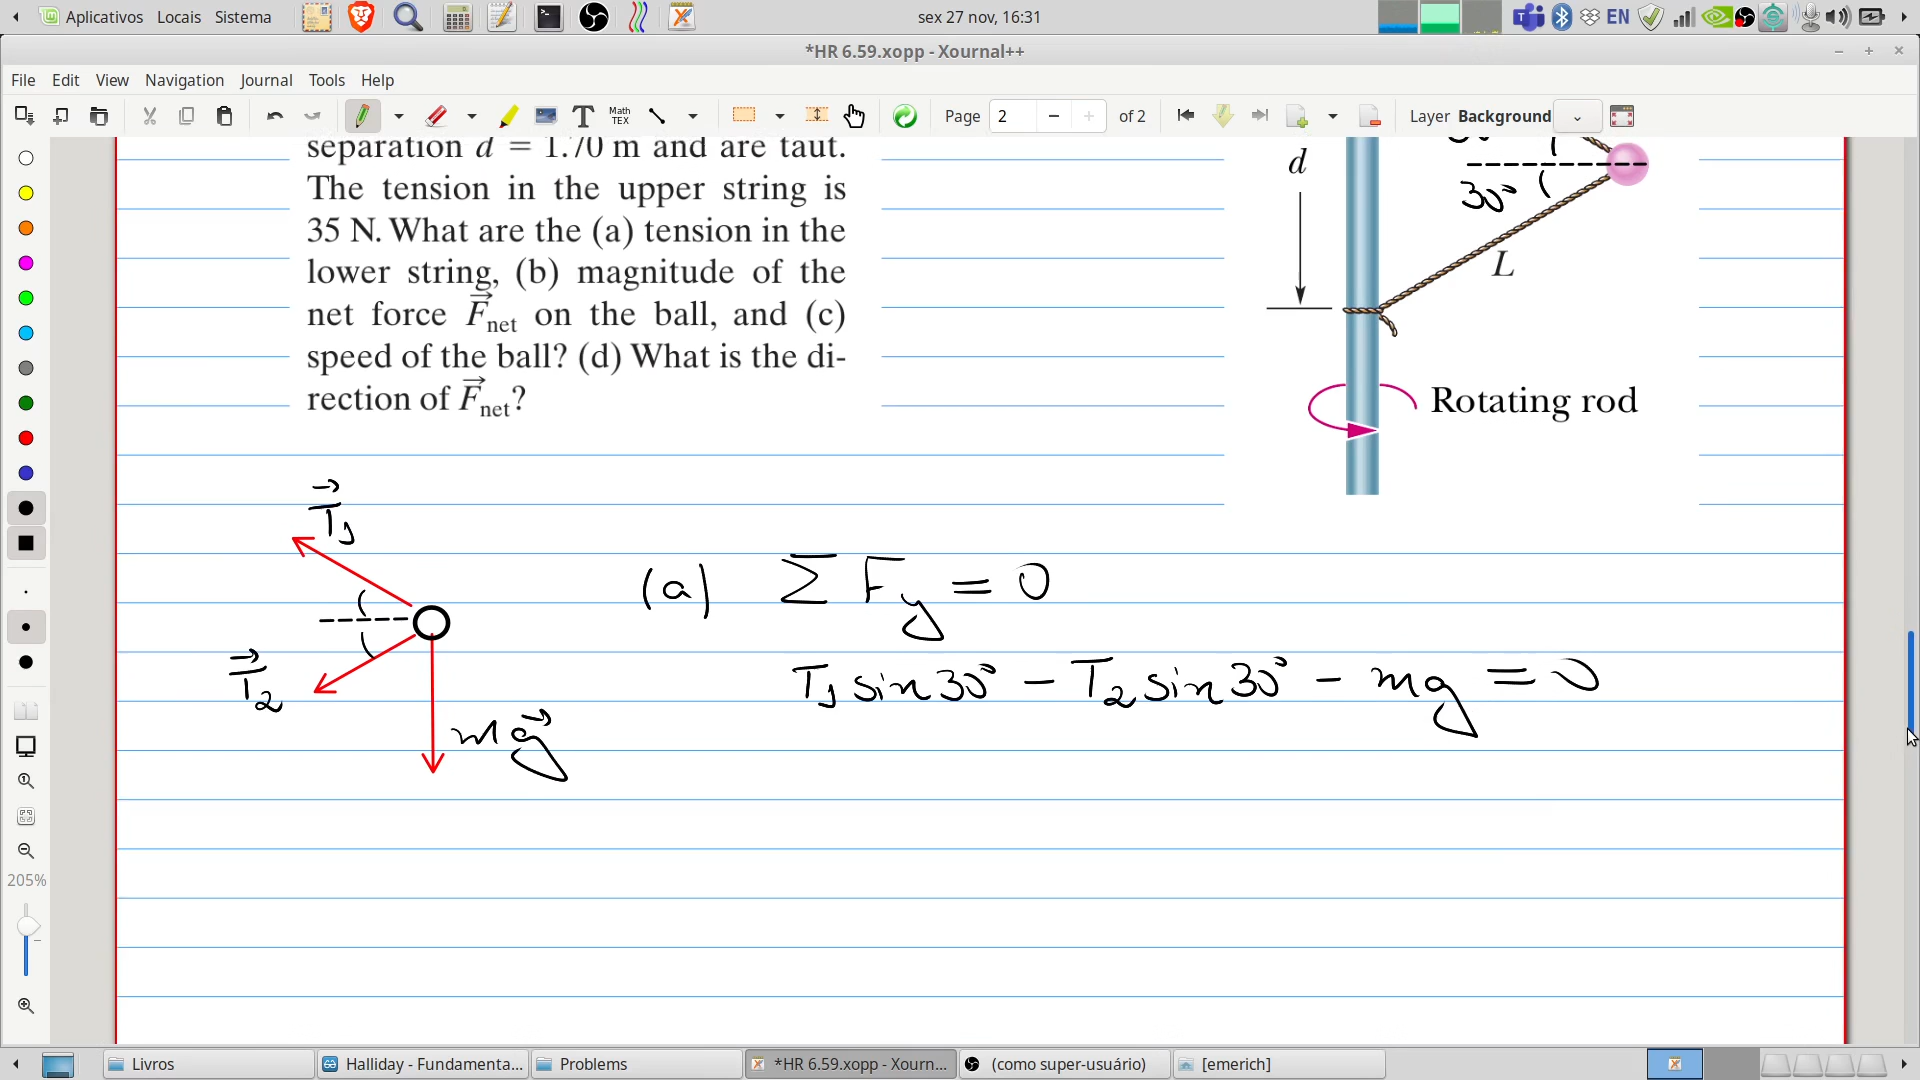 Aplicativos Locais Sistema
sex 27 nov, 16:31
EN
*HR 6.59.xopp - Xournal++
File Edit View Navigation Journal Tools Help
Math TEX
Page 2 of 2
Layer Background
separation d = 1.70 m and are taut.
The tension in the upper string is
35 N. What are the (a) tension in the
lower string, (b) magnitude of the
net force F⃗net on the ball, and (c)
speed of the ball? (d) What is the di-
rection of F⃗net?
d
30°
L
Rotating rod
T⃗1
T⃗2
mg⃗
(a) Σ Fy = 0
T1 sin 30° - T2 sin 30° - mg = 0
205%
Livros
Halliday - Fundamenta...
Problems
*HR 6.59.xopp - Xourn...
(como super-usuário)
[emerich]